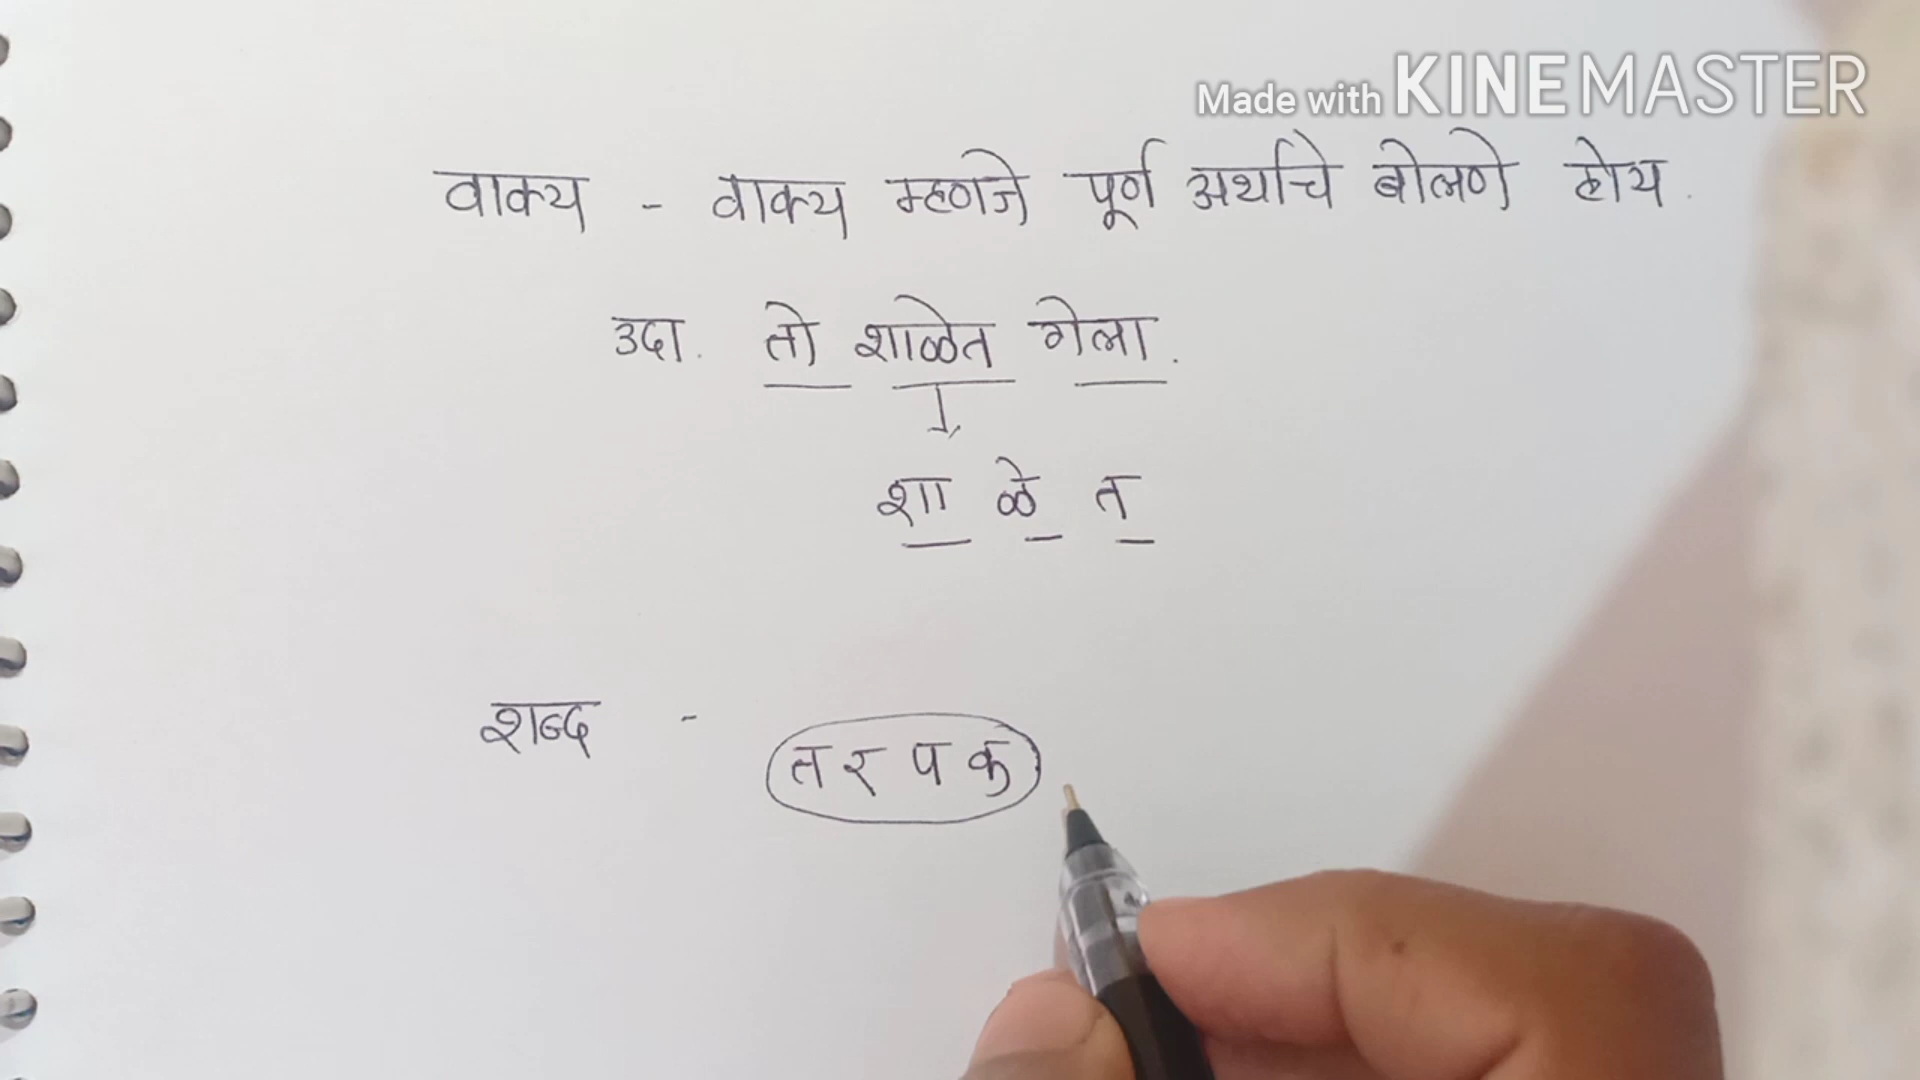 Made with KINEMASTER
वाक्य - वाक्य म्हणजे पूर्ण अर्थाचे बोलणे होय.
उदा. तो शाळेत गेला.
शा ळे त
शब्द -
त र प क